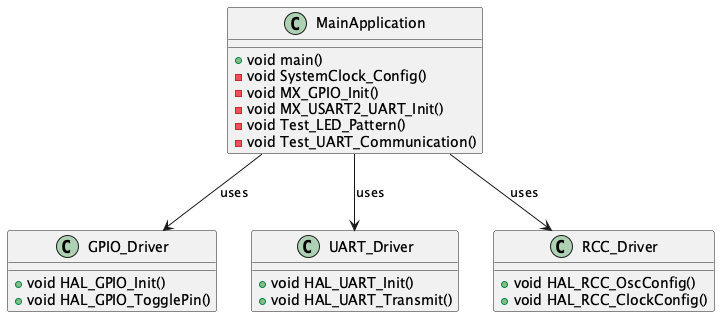 C MainApplication
void main()
void SystemClock_Config()
void MX_GPIO_Init()
void MX_USART2_UART_Init()
void Test_LED_Pattern()
void Test_UART_Communication()
uses
uses
uses
C GPIO_Driver
void HAL_GPIO_Init()
void HAL_GPIO_TogglePin()
C UART_Driver
void HAL_UART_Init()
void HAL_UART_Transmit()
C RCC_Driver
void HAL_RCC_OscConfig()
void HAL_RCC_ClockConfig()